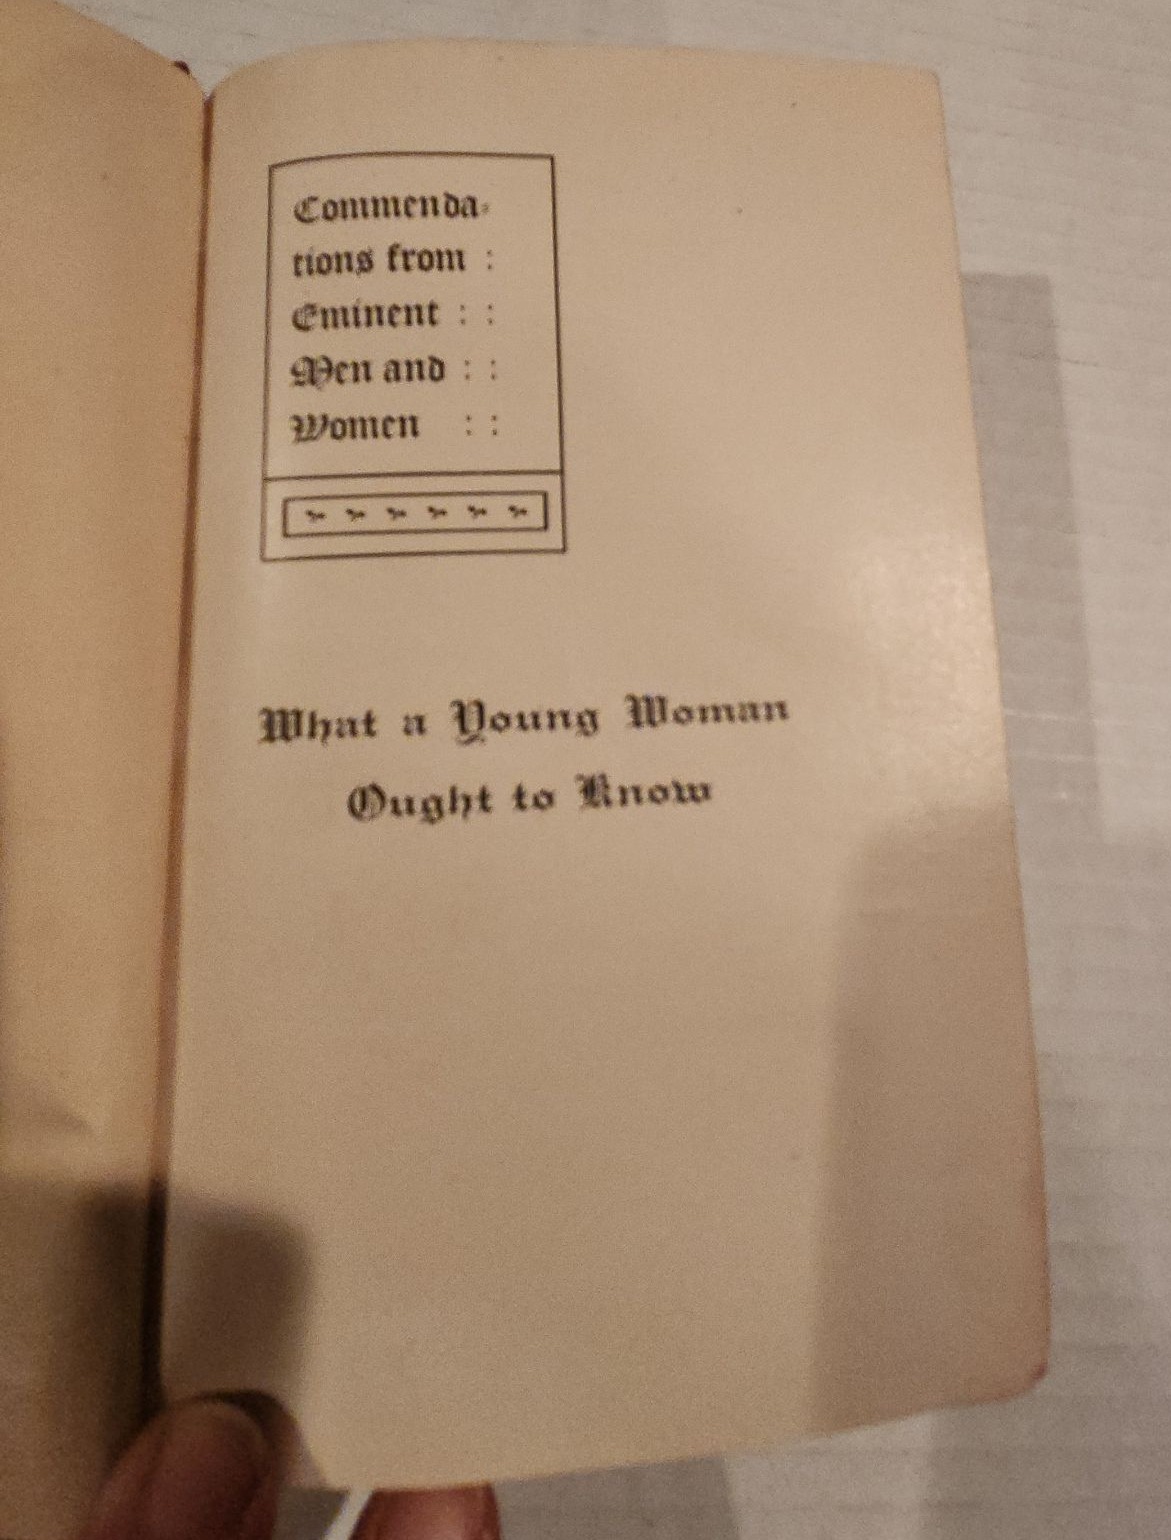 Commenda-
tions from :
Eminent : :
Men and : :
Women : :
What a Young Woman
Ought to Know